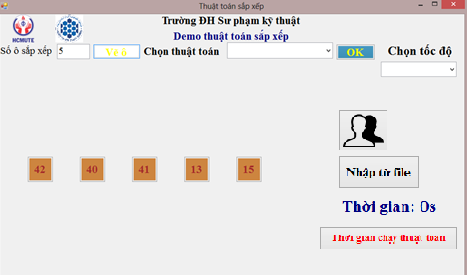 Thuật toán sắp xếp
Trường ĐH Sư phạm kỹ thuật
HCMUTE
Demo thuật toán sắp xếp
Số ô sắp xếp 5 Vẽ ô Chọn thuật toán OK Chọn tốc độ
42 40 41 13 15
Nhập từ file
Thời gian: 0s
Thời gian chạy thuật toán